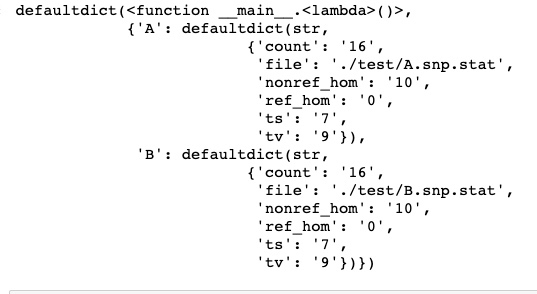 defaultdict(<function __main__.<lambda>()>,
{'A': defaultdict(str,
{'count': '16',
'file': './test/A.snp.stat',
'nonref_hom': '10',
'ref_hom': '0',
'ts': '7',
'tv': '9'}),
'B': defaultdict(str,
{'count': '16',
'file': './test/B.snp.stat',
'nonref_hom': '10',
'ref_hom': '0',
'ts': '7',
'tv': '9'})})